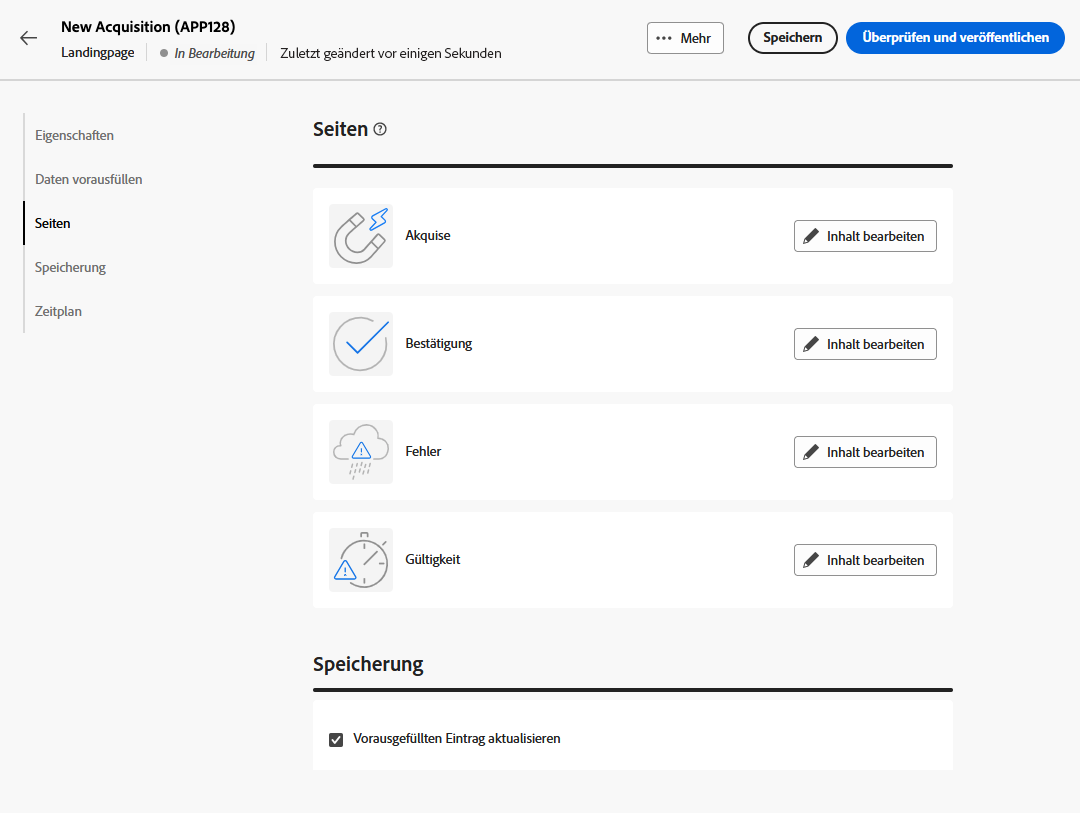 New Acquisition (APP128)
Landingpage In Bearbeitung Zuletzt geändert vor einigen Sekunden
Mehr
Speichern
Überprüfen und veröffentlichen
Eigenschaften
Daten vorausfüllen
Seiten
Speicherung
Zeitplan
Seiten
Akquise
Inhalt bearbeiten
Bestätigung
Inhalt bearbeiten
Fehler
Inhalt bearbeiten
Gültigkeit
Inhalt bearbeiten
Speicherung
Vorausgefüllten Eintrag aktualisieren